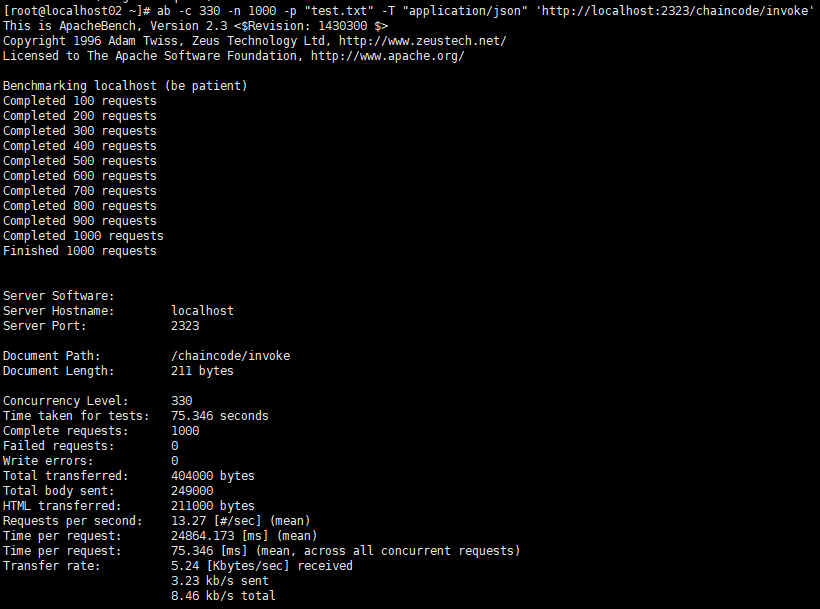 [root@localhost02 ~]# ab -c 330 -n 1000 -p "test.txt" -T "application/json" 'http://localhost:2323/chaincode/invoke'
This is ApacheBench, Version 2.3 <$Revision: 1430300 $>
Copyright 1996 Adam Twiss, Zeus Technology Ltd, http://www.zeustech.net/
Licensed to The Apache Software Foundation, http://www.apache.org/

Benchmarking localhost (be patient)
Completed 100 requests
Completed 200 requests
Completed 300 requests
Completed 400 requests
Completed 500 requests
Completed 600 requests
Completed 700 requests
Completed 800 requests
Completed 900 requests
Completed 1000 requests
Finished 1000 requests

Server Software:
Server Hostname:        localhost
Server Port:            2323

Document Path:          /chaincode/invoke
Document Length:        211 bytes

Concurrency Level:      330
Time taken for tests:   75.346 seconds
Complete requests:      1000
Failed requests:        0
Write errors:           0
Total transferred:      404000 bytes
Total body sent:        249000
HTML transferred:       211000 bytes
Requests per second:    13.27 [#/sec] (mean)
Time per request:       24864.173 [ms] (mean)
Time per request:       75.346 [ms] (mean, across all concurrent requests)
Transfer rate:          5.24 [Kbytes/sec] received
                        3.23 kb/s sent
                        8.46 kb/s total